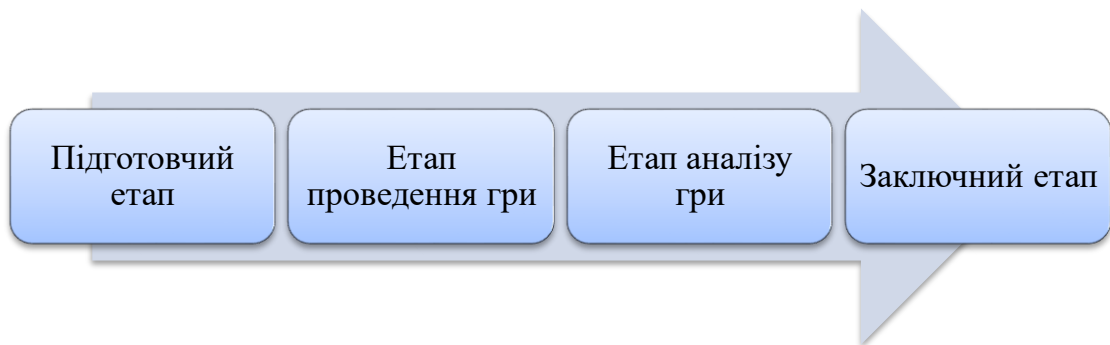 Підготовчий
етап
Етап
проведення гри
Етап аналізу
гри
Заключний етап